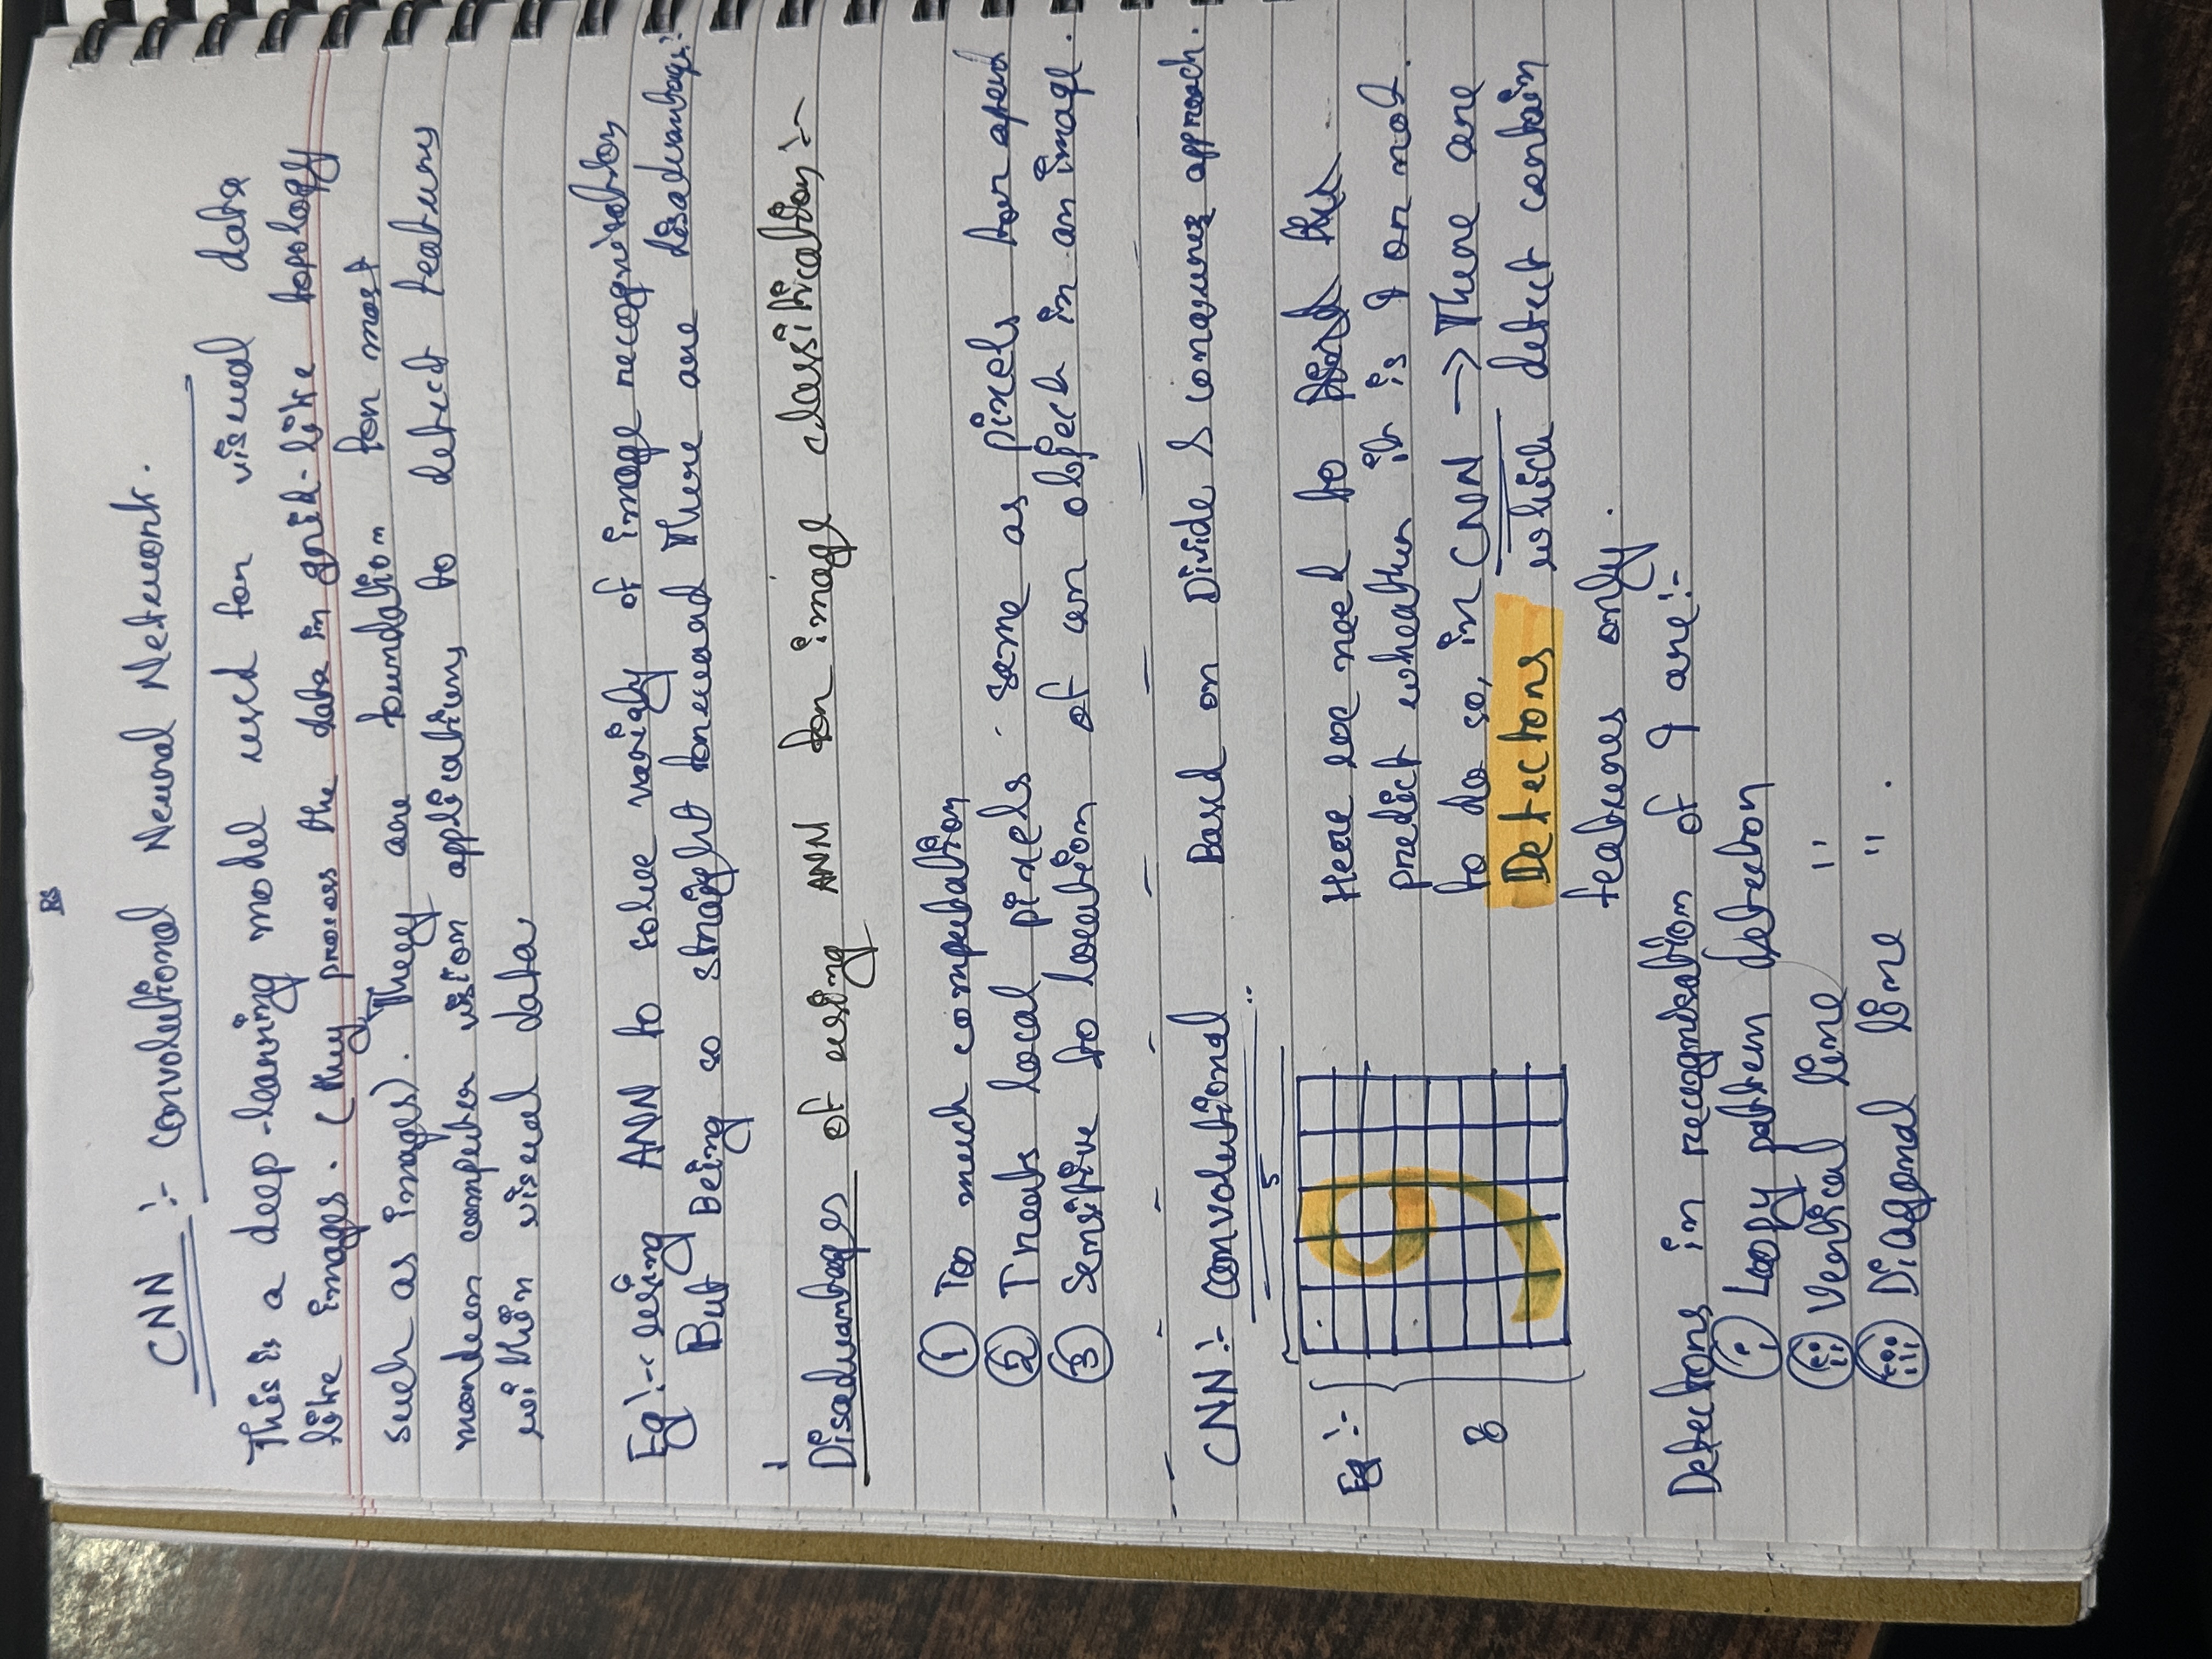 RS
CNN :- Convolutional Neural Network.
This is a deep-learning model used for visual data
like images. (they process the data in grid-like topology
such as images). They are foundation for most
mordern computer vision applications to detect features
within visual data
Eg :- using ANN to solve variety of image recognisation
But Being so straight forward There are disadvantages:
Disadvantages of using ANN for image classification :-
① Too much computation
② Treats local pixels same as pixels far apart
③ Sensitive to location of an object in an image.
CNN :- convolutional Based on Divide & conquerer approach.
5
Eg :-
9
8
Here we need to
predict wheather it is 9 or not.
to do so, in CNN → There are
Detectors which detect certain
features only.
Detectors in recognisation of 9 are :-
(i) Loopy pattern detector
(ii) Vertical line "
(iii) Diagonal line " .